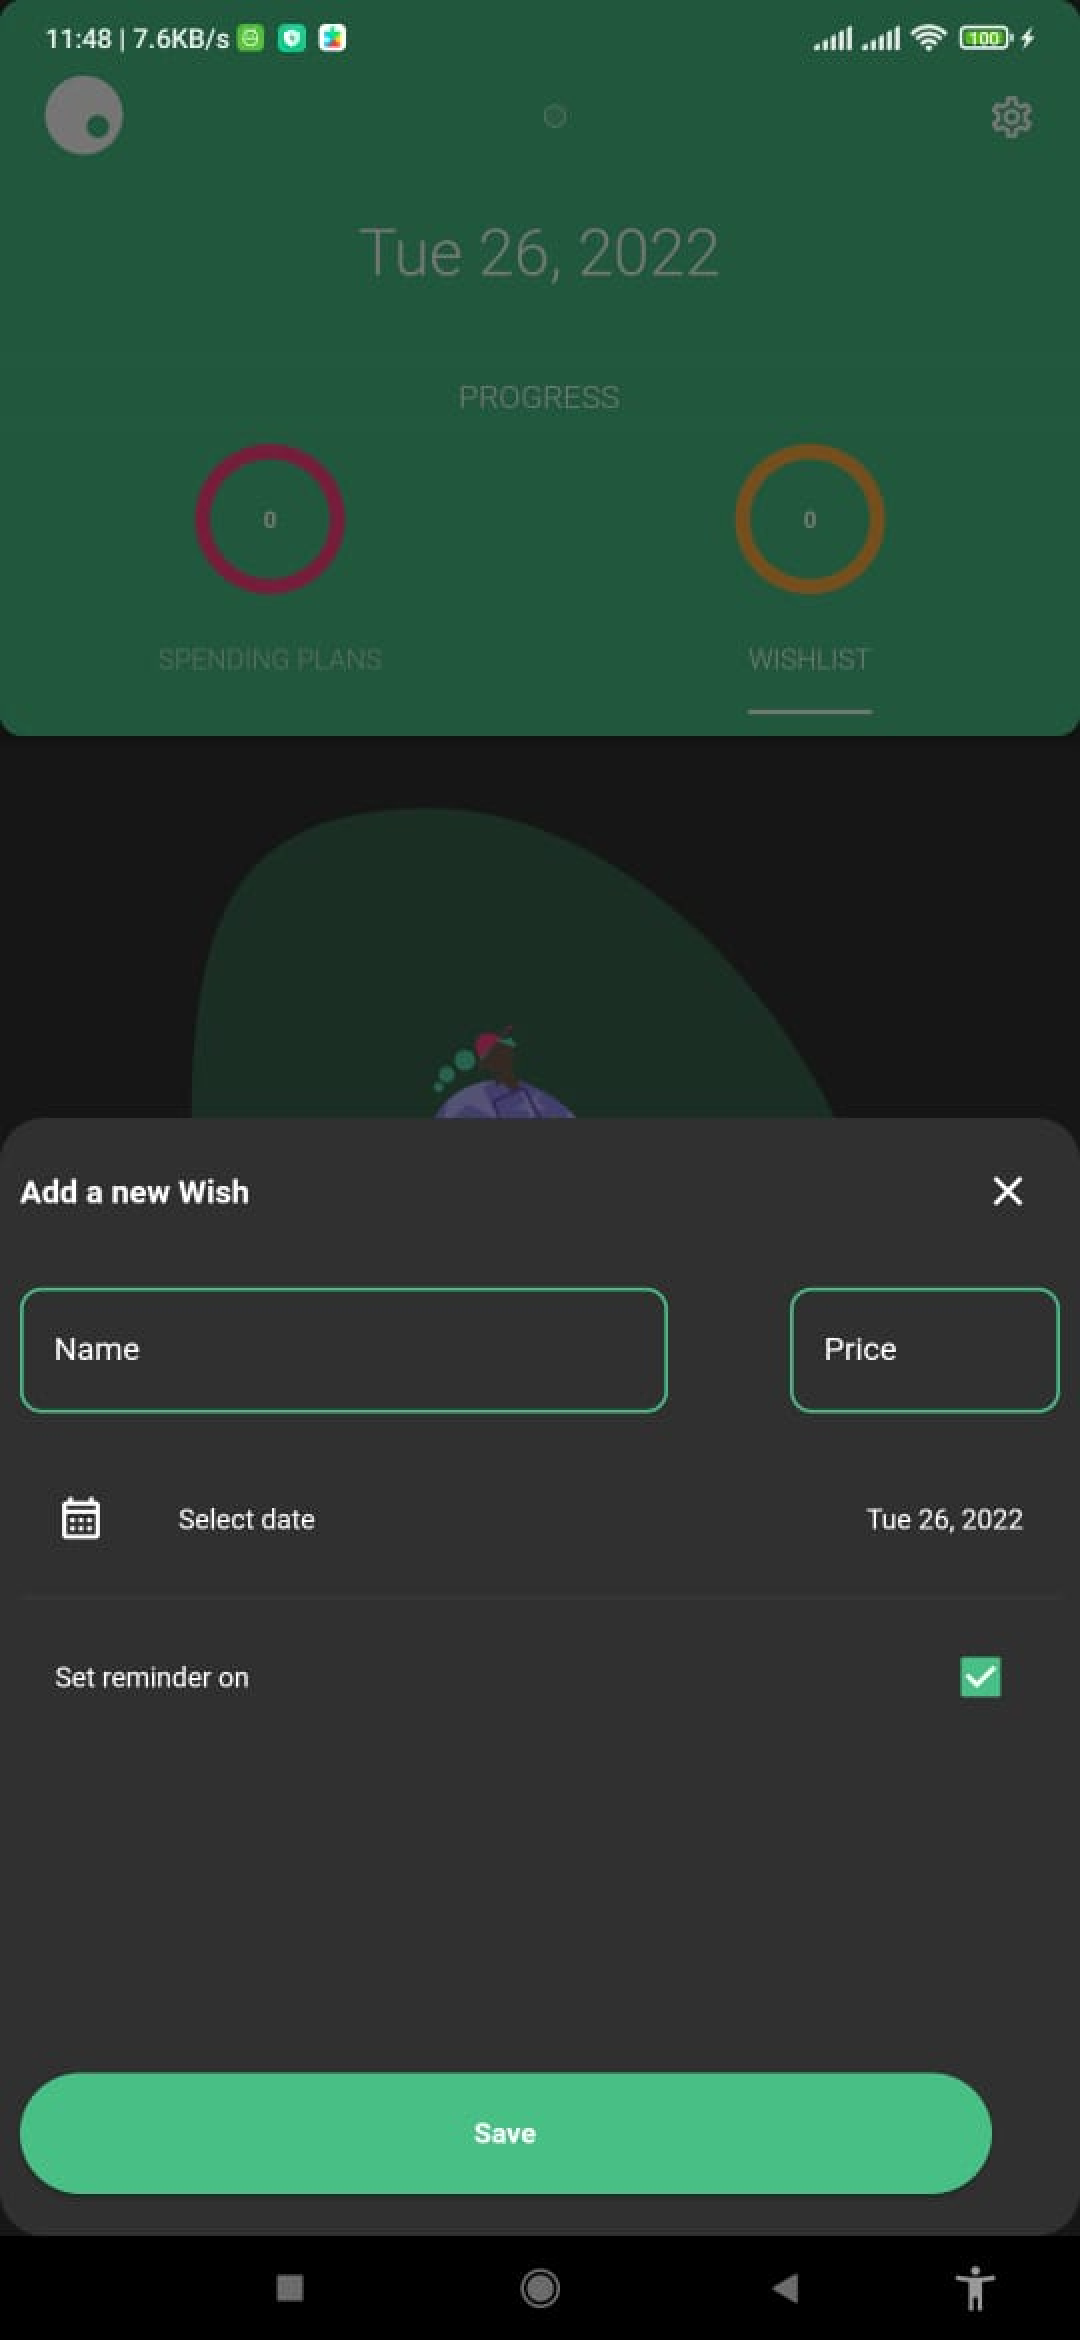 11:48 | 7.6KB/s
100
Tue 26, 2022
PROGRESS
0
0
SPENDING PLANS
WISHLIST
Add a new Wish
Name
Price
Select date
Tue 26, 2022
Set reminder on
Save